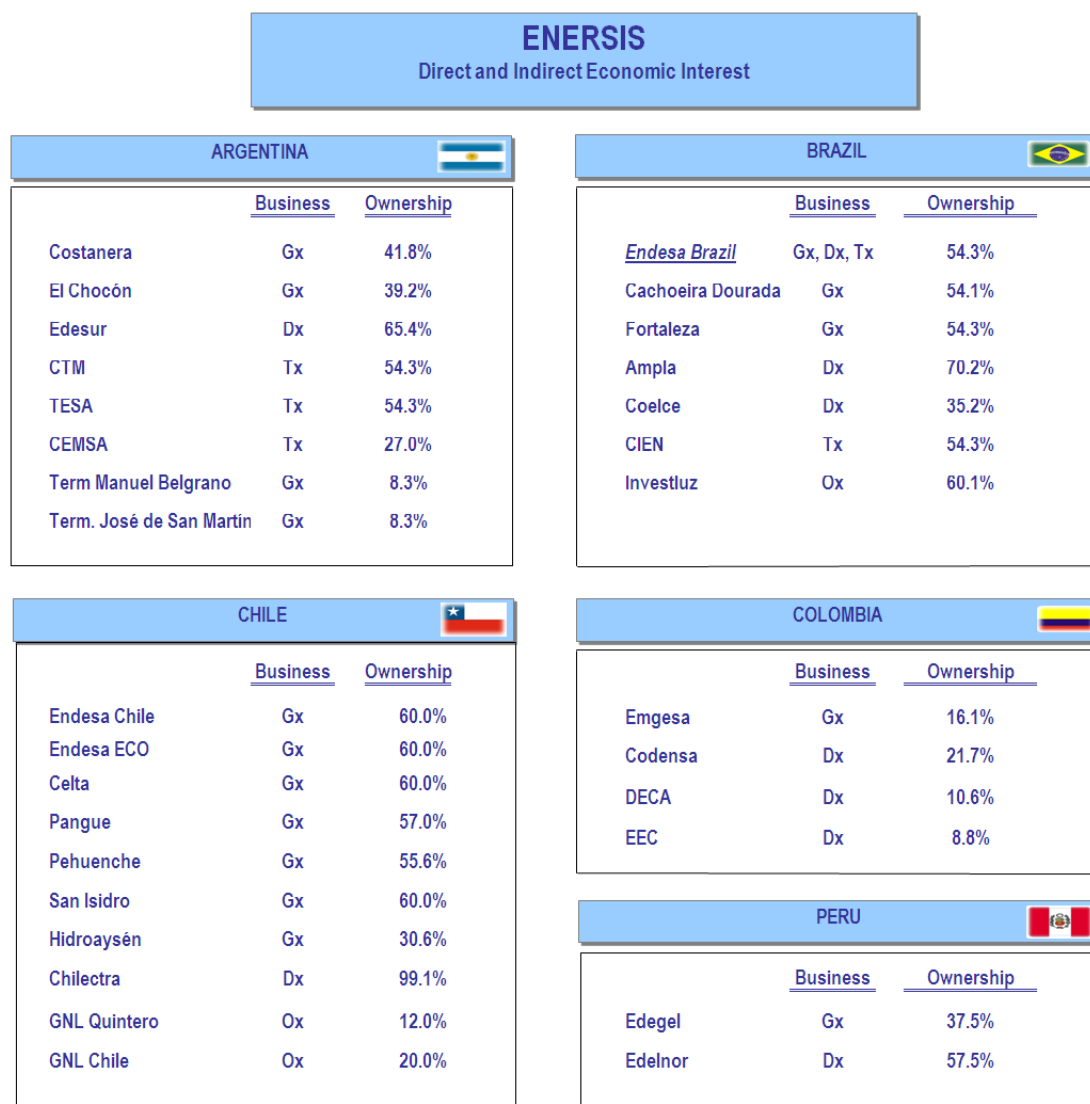 ENERSIS
Direct and Indirect Economic Interest
ARGENTINA
Business Ownership
Costanera Gx 41.8%
El Chocón Gx 39.2%
Edesur Dx 65.4%
CTM Tx 54.3%
TESA Tx 54.3%
CEMSA Tx 27.0%
Term Manuel Belgrano Gx 8.3%
Term. José de San Martín Gx 8.3%
BRAZIL
Business Ownership
Endesa Brazil Gx, Dx, Tx 54.3%
Cachoeira Dourada Gx 54.1%
Fortaleza Gx 54.3%
Ampla Dx 70.2%
Coelce Dx 35.2%
CIEN Tx 54.3%
Investluz Ox 60.1%
CHILE
Business Ownership
Endesa Chile Gx 60.0%
Endesa ECO Gx 60.0%
Celta Gx 60.0%
Pangue Gx 57.0%
Pehuenche Gx 55.6%
San Isidro Gx 60.0%
Hidroaysén Gx 30.6%
Chilectra Dx 99.1%
GNL Quintero Ox 12.0%
GNL Chile Ox 20.0%
COLOMBIA
Business Ownership
Emgesa Gx 16.1%
Codensa Dx 21.7%
DECA Dx 10.6%
EEC Dx 8.8%
PERU
Business Ownership
Edegel Gx 37.5%
Edelnor Dx 57.5%